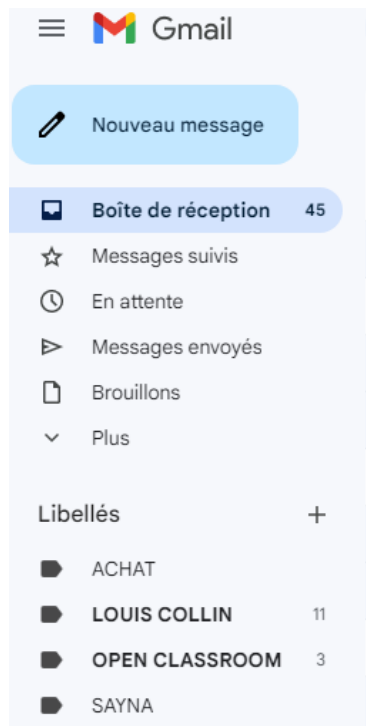 Gmail
Nouveau message
Boîte de réception 45
Messages suivis
En attente
Messages envoyés
Brouillons
Plus
Libellés +
ACHAT
LOUIS COLLIN 11
OPEN CLASSROOM 3
SAYNA